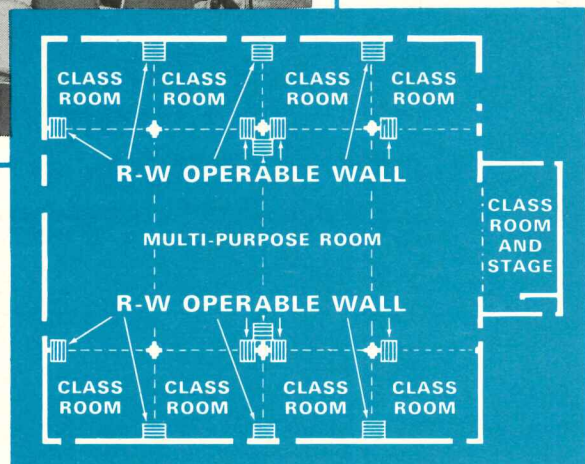 CLASS ROOM
CLASS ROOM
CLASS ROOM
CLASS ROOM
R-W OPERABLE WALL
MULTI-PURPOSE ROOM
CLASS
ROOM
AND
STAGE
R-W OPERABLE WALL
CLASS ROOM
CLASS ROOM
CLASS ROOM
CLASS ROOM